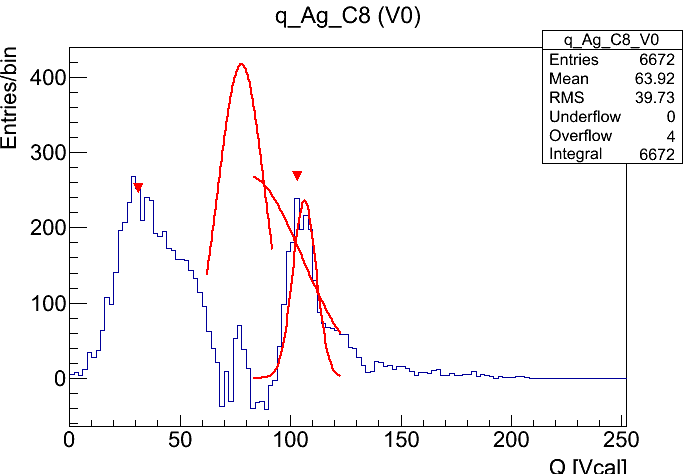 q_Ag_C8 (V0)
q_Ag_C8_V0
Entries 6672
Mean 63.92
RMS 39.73
Underflow 0
Overflow 4
Integral 6672
Entries/bin
400
300
200
100
0
0 50 100 150 200 250
Q [Vcal]